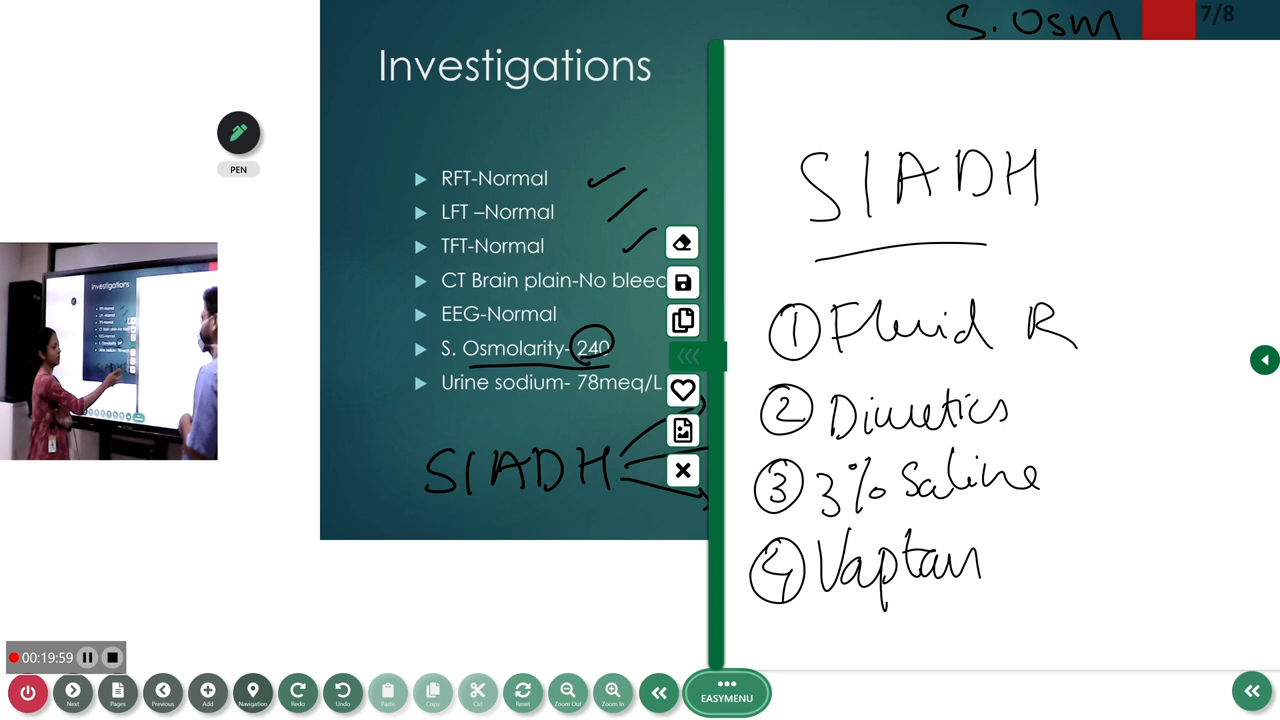 S. Osm
7/8
Investigations
PEN
RFT-Normal
LFT –Normal
TFT-Normal
CT Brain plain-No bleed
EEG-Normal
S. Osmolarity- 240
Urine sodium- 78meq/L
SIADH
SIADH
① Fluid R
② Diuretics
③ 3% Saline
④ Vaptan
00:19:59
Next
Pages
Previous
Add
Navigation
Redo
Undo
Paste
Copy
Cut
Reset
Zoom Out
Zoom In
EASYMENU